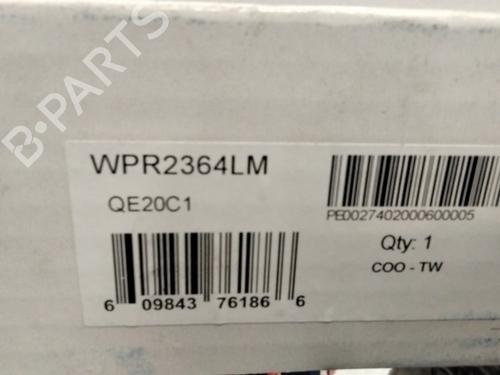 WPR2364LM
QE20C1
6 09843 76186 6
PE0027402000600005
Qty: 1
COO - TW
B-PARTS